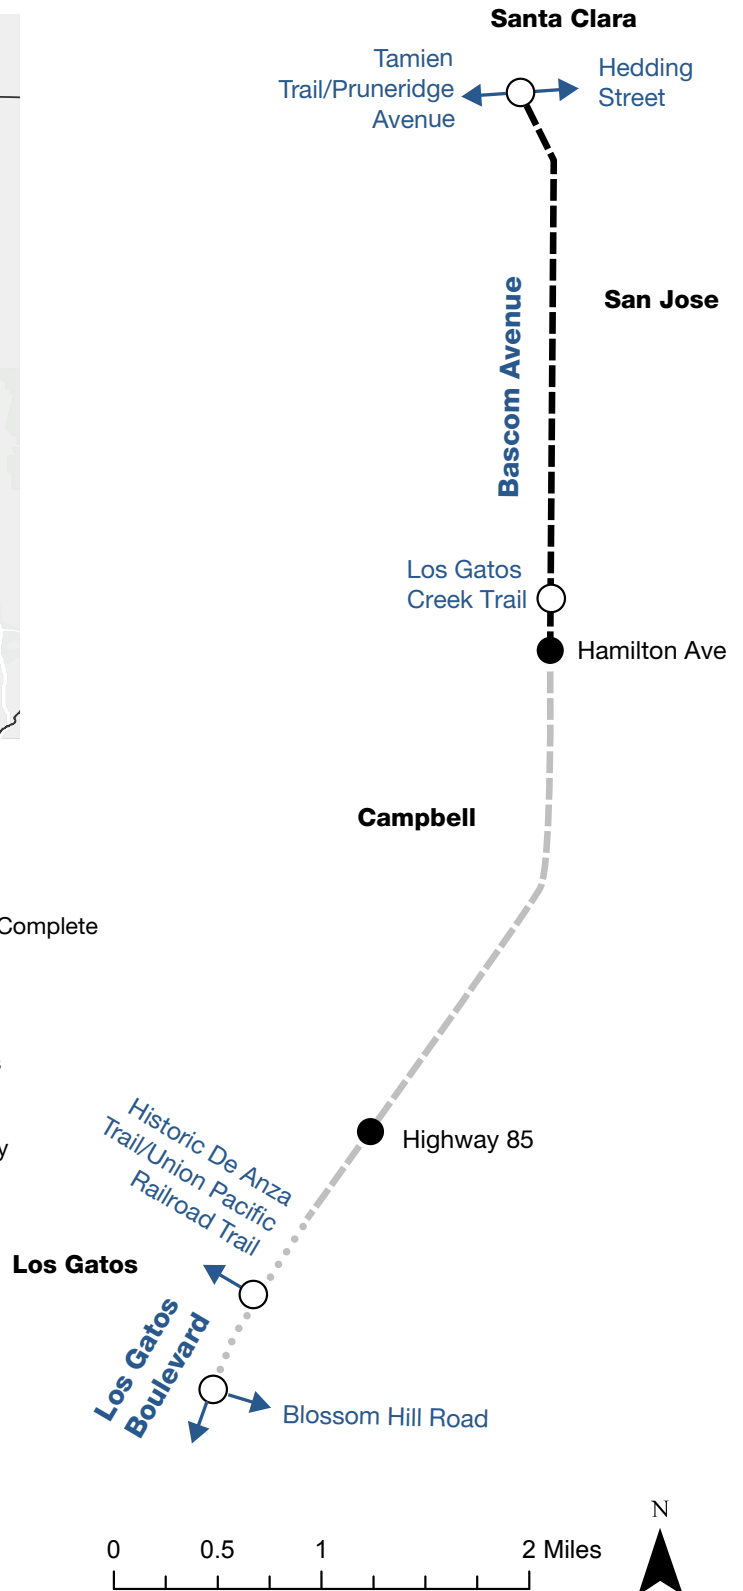 Santa Clara
Tamien
Trail/Pruneridge
Avenue
Hedding
Street
San Jose
Bascom Avenue
Los Gatos
Creek Trail
Hamilton Ave
Campbell
Complete
Highway 85
Historic De Anza
Trail/Union Pacific
Railroad Trail
Los Gatos
Los Gatos
Boulevard
Blossom Hill Road
N
0 0.5 1 2 Miles